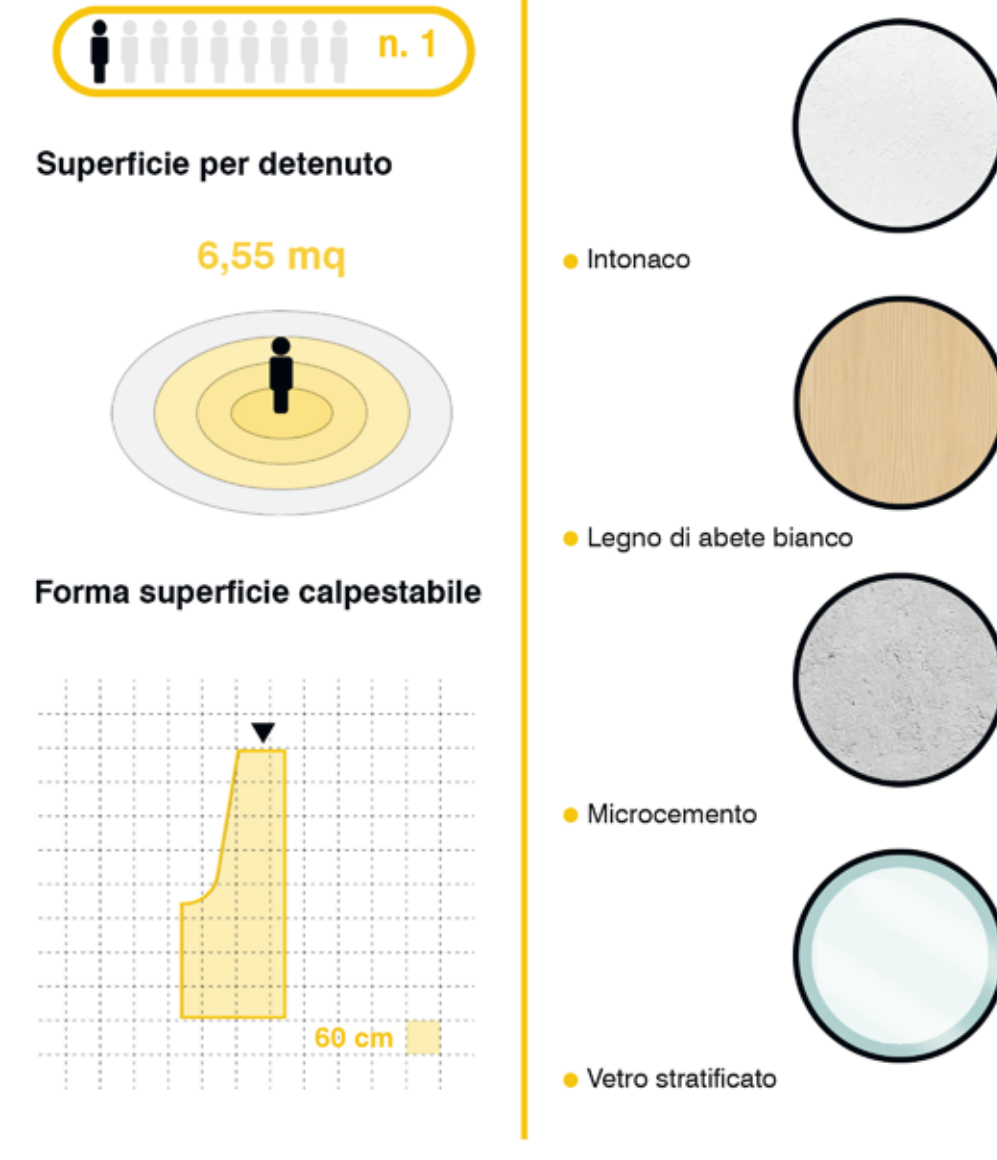 n. 1
Superficie per detenuto
6,55 mq
Forma superficie calpestabile
60 cm
Intonaco
Legno di abete bianco
Microcemento
Vetro stratificato